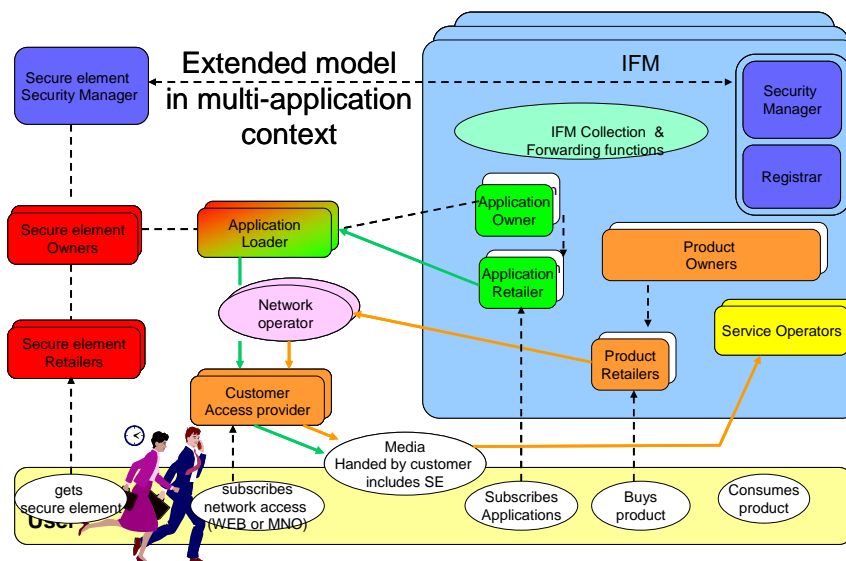 Extended model
in multi-application
context
IFM
Secure element
Security Manager
Security
Manager
IFM Collection &
Forwarding functions
Registrar
Secure element
Owners
Application
Loader
Application
Owner
n
Product
Owners
Application
Retailer
n
Network
operator
Secure element
Retailers
Service Operators
Product
Retailers
Customer
Access provider
Media
Handed by customer
includes SE
gets
secure element
subscribes
network access
(WEB or MNO)
Subscribes
Applications
Buys
product
Consumes
product
User